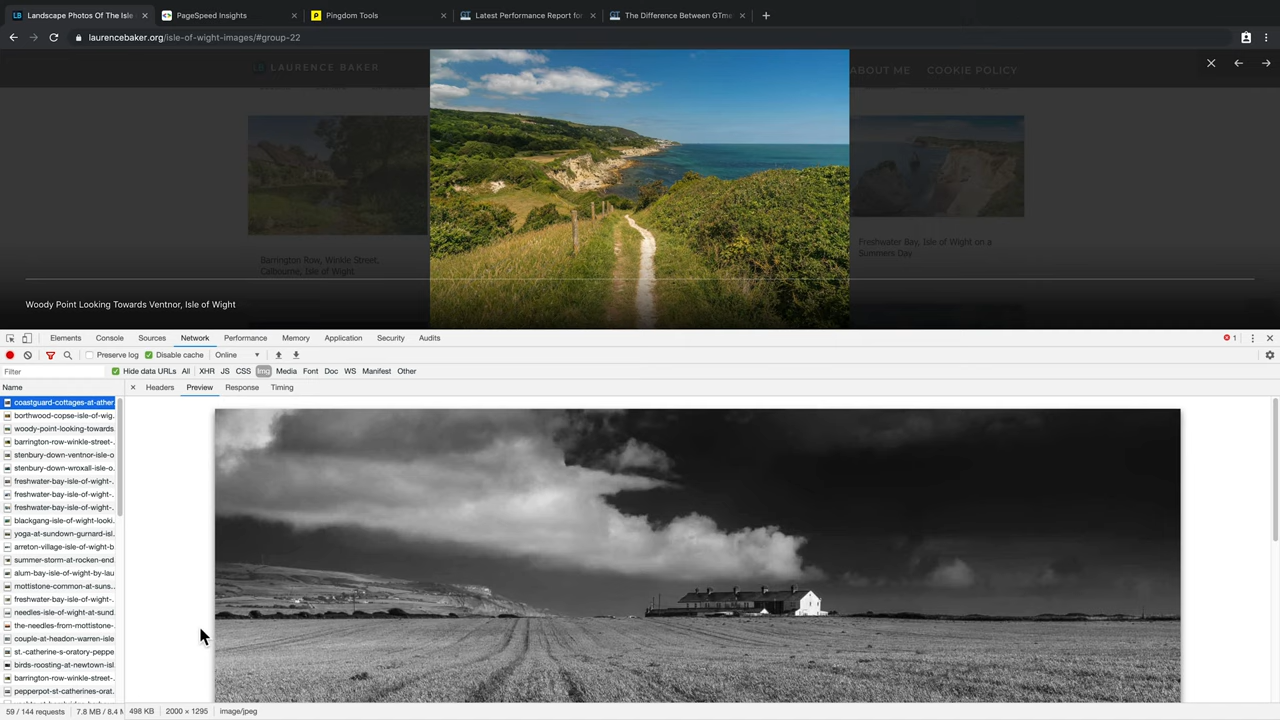 Landscape Photos Of The Isle
PageSpeed Insights
Pingdom Tools
Latest Performance Report for
The Difference Between GTme
laurencebaker.org/isle-of-wight-images/#group-22
LB LAURENCE BAKER
ABOUT ME COOKIE POLICY
Barrington Row, Winkle Street,
Calbourne, Isle of Wight
Freshwater Bay, Isle of Wight on a
Summers Day
Woody Point Looking Towards Ventnor, Isle of Wight
Elements Console Sources Network Performance Memory Application Security Audits 1
Preserve log Disable cache Online
Filter Hide data URLs All XHR JS CSS Img Media Font Doc WS Manifest Other
Name Headers Preview Response Timing
coastguard-cottages-at-ather
borthwood-copse-isle-of-wig.
woody-point-looking-towards
barrington-row-winkle-street-.
stenbury-down-ventnor-isle-o
stenbury-down-wroxall-isle-o.
freshwater-bay-isle-of-wight-.
freshwater-bay-isle-of-wight-.
freshwater-bay-isle-of-wight-.
blackgang-isle-of-wight-looki.
yoga-at-sundown-gurnard-isl.
arreton-village-isle-of-wight-b
summer-storm-at-rocken-end
alum-bay-isle-of-wight-by-lau
mottistone-common-at-suns..
freshwater-bay-isle-of-wight-.
needles-isle-of-wight-at-sund
the-needles-from-mottistone-
couple-at-headon-warren-isle
st.-catherine-s-oratory-peppe
birds-roosting-at-newtown-isl
barrington-row-winkle-street-.
pepperpot-st-catherines-orat.
59 / 144 requests 7.8 MB / 8.4 M 498 KB 2000 × 1295 image/jpeg